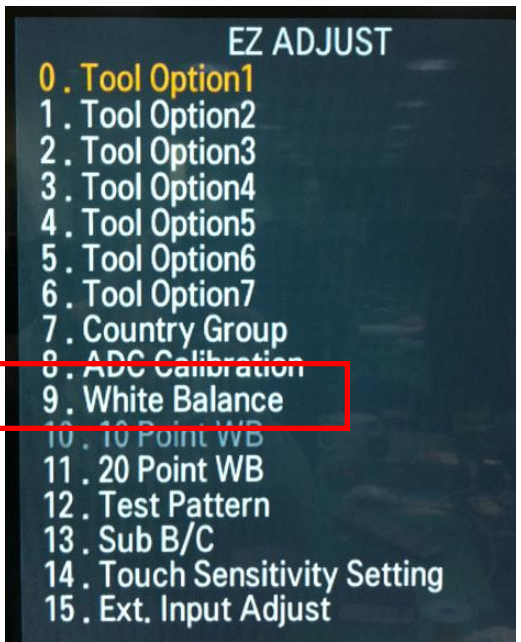 EZ ADJUST
0 . Tool Option1
1 . Tool Option2
2 . Tool Option3
3 . Tool Option4
4 . Tool Option5
5 . Tool Option6
6 . Tool Option7
7 . Country Group
8 . ADC Calibration
9 . White Balance
10 . 10 Point WB
11 . 20 Point WB
12 . Test Pattern
13 . Sub B/C
14 . Touch Sensitivity Setting
15 . Ext. Input Adjust